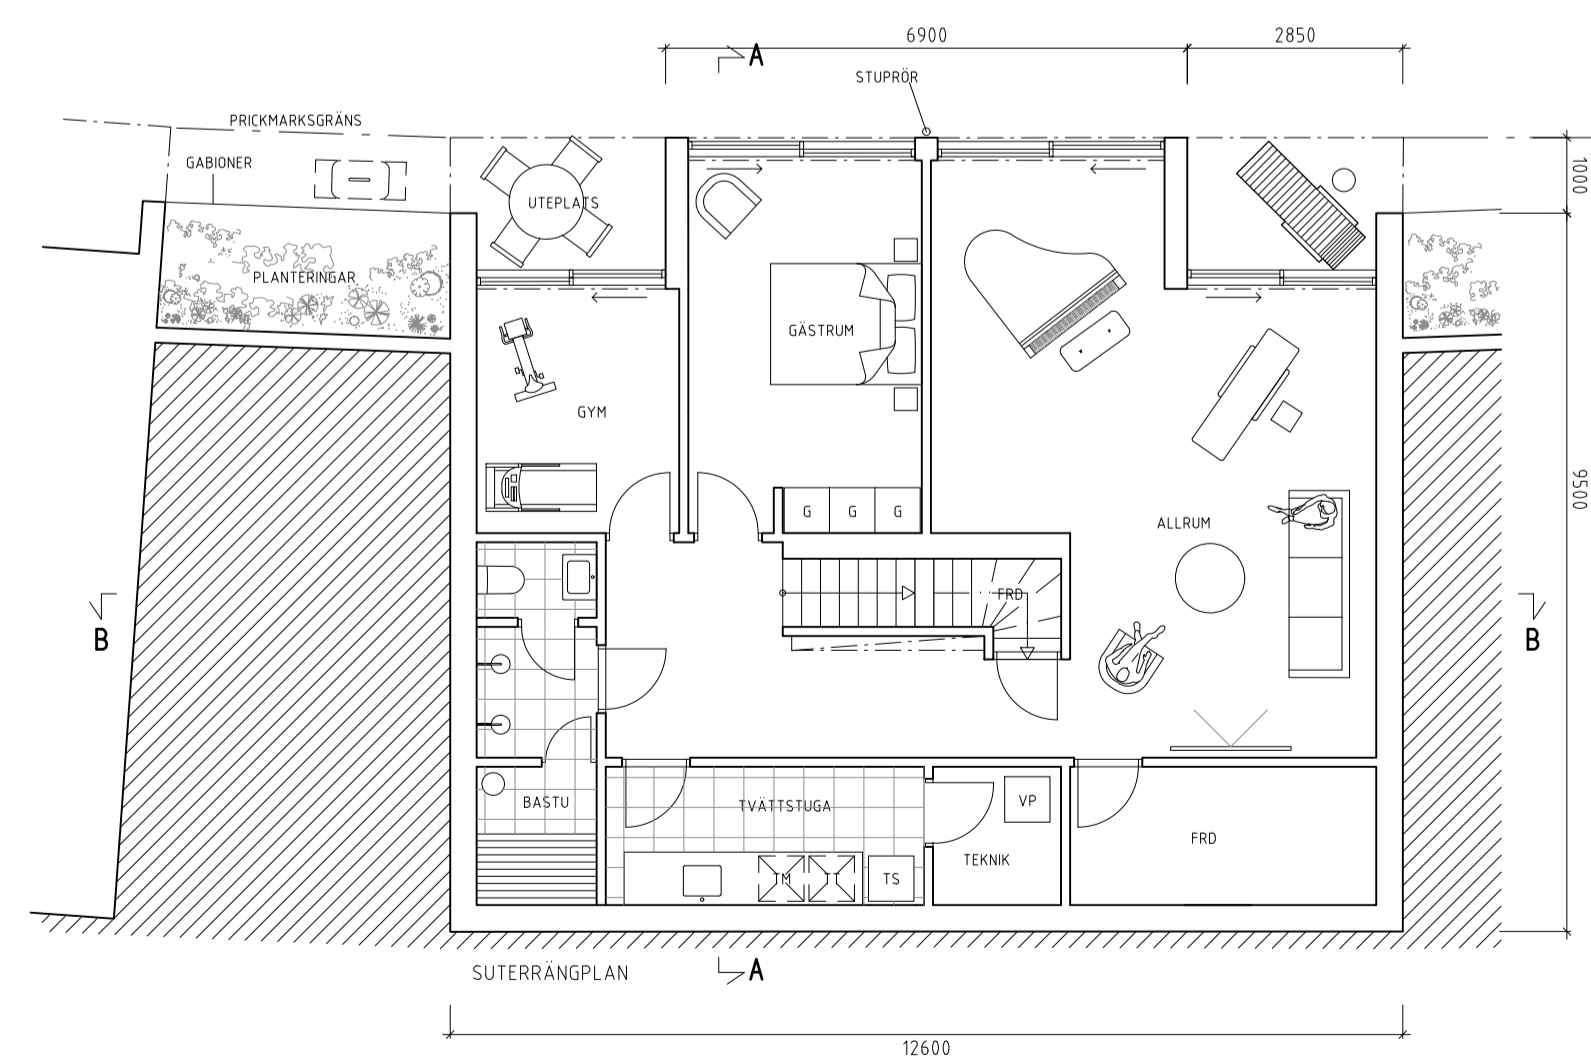 6900
2850
A
STUPRÖR
PRICKMARKSGRÄNS
GABIONER
1000
UTEPLATS
PLANTERINGAR
GÄSTRUM
GYM
9500
G G G
ALLRUM
FRD
B
B
BASTU
TVÄTTSTUGA
VP
FRD
TEKNIK
TM TT TS
SUTERRÄNGPLAN
A
12600